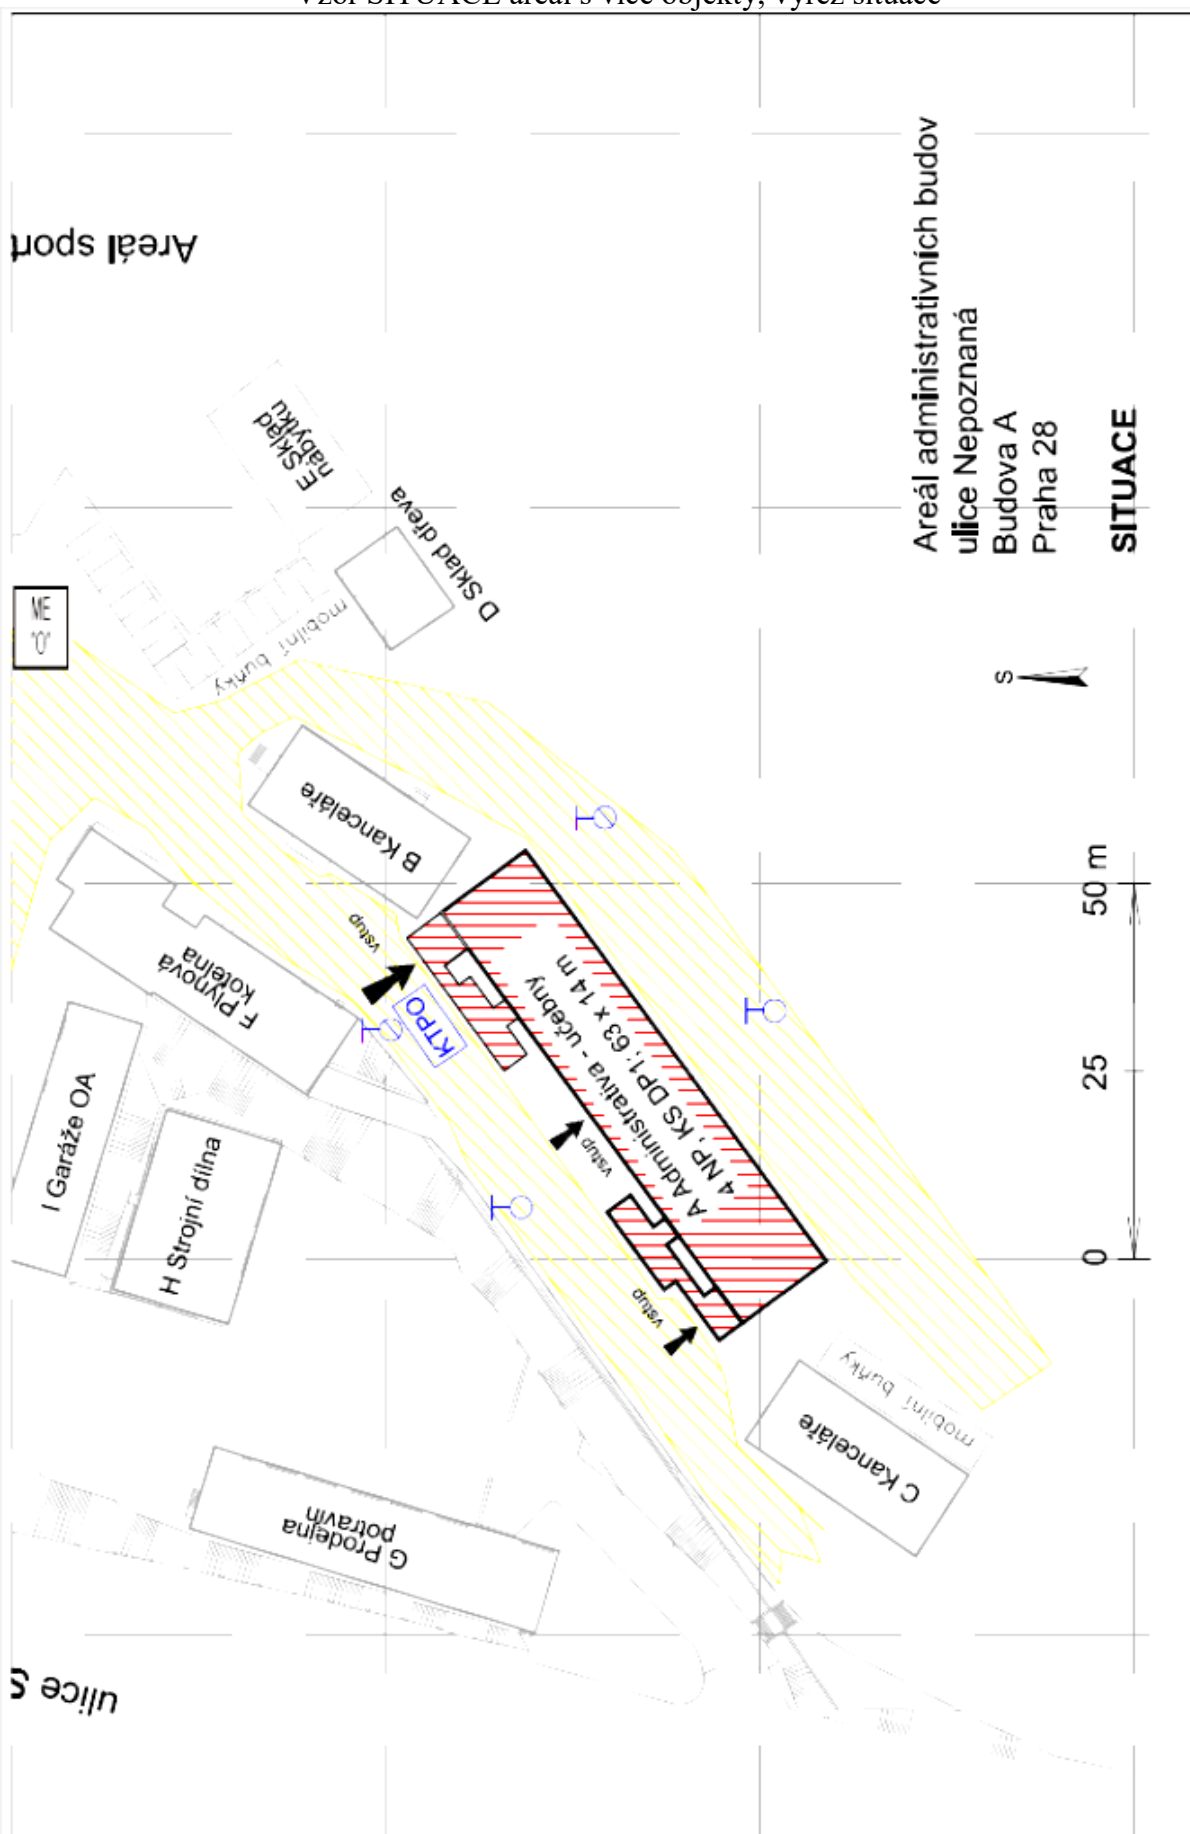 Vzor SITUACE areál s více objekty, výřez situace
Areál sport
E Sklad
nábytku
D Sklad dřeva
ME
"O"
mobilní buňky
B Kanceláře
vstup
KTPO
F Plynová
kotelna
I Garáže OA
H Strojní dílna
A Administrativa - učebny
4 NP, KS DP1; 63 x 14 m
vstup
vstup
C Kanceláře
mobilní buňky
G Prodejna
potravin
ulice S
Areál administrativních budov
ulice Nepoznaná
Budova A
Praha 28
SITUACE
S
0 25 50 m